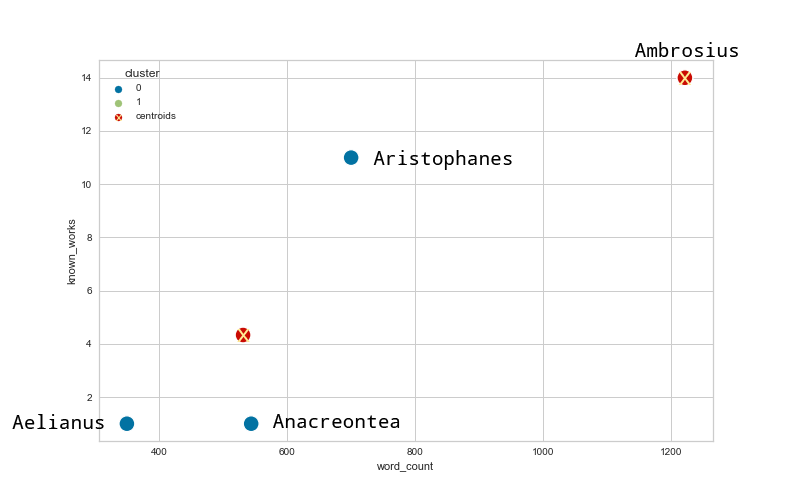 Ambrosius
cluster
0
1
centroids
14
12
10
8
6
4
2
known_works
Aristophanes
Aelianus
Anacreontea
400 600 800 1000 1200
word_count